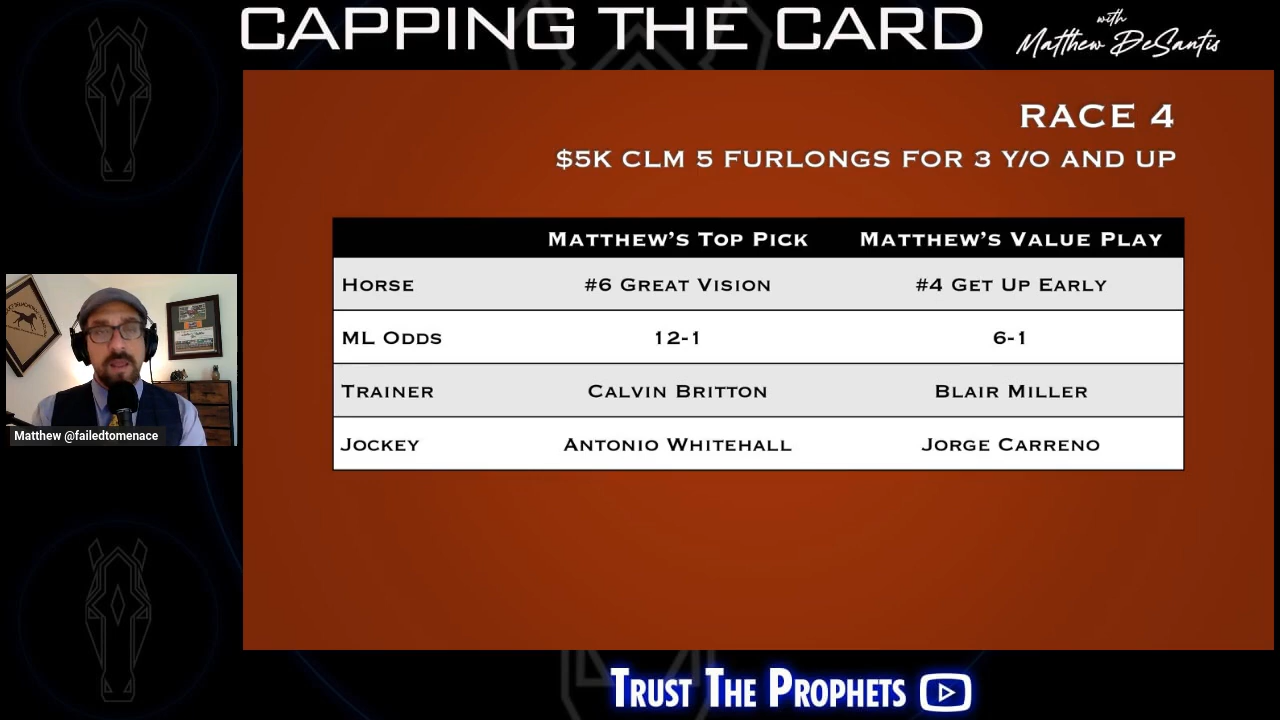 CAPPING THE CARD
with
Matthew DeSantis
RACE 4
$5K CLM 5 FURLONGS FOR 3 Y/O AND UP
MATTHEW'S TOP PICK MATTHEW'S VALUE PLAY
HORSE #6 GREAT VISION #4 GET UP EARLY
ML ODDS 12-1 6-1
TRAINER CALVIN BRITTON BLAIR MILLER
JOCKEY ANTONIO WHITEHALL JORGE CARRENO
Matthew @failedtomenace
TRUST THE PROPHETS